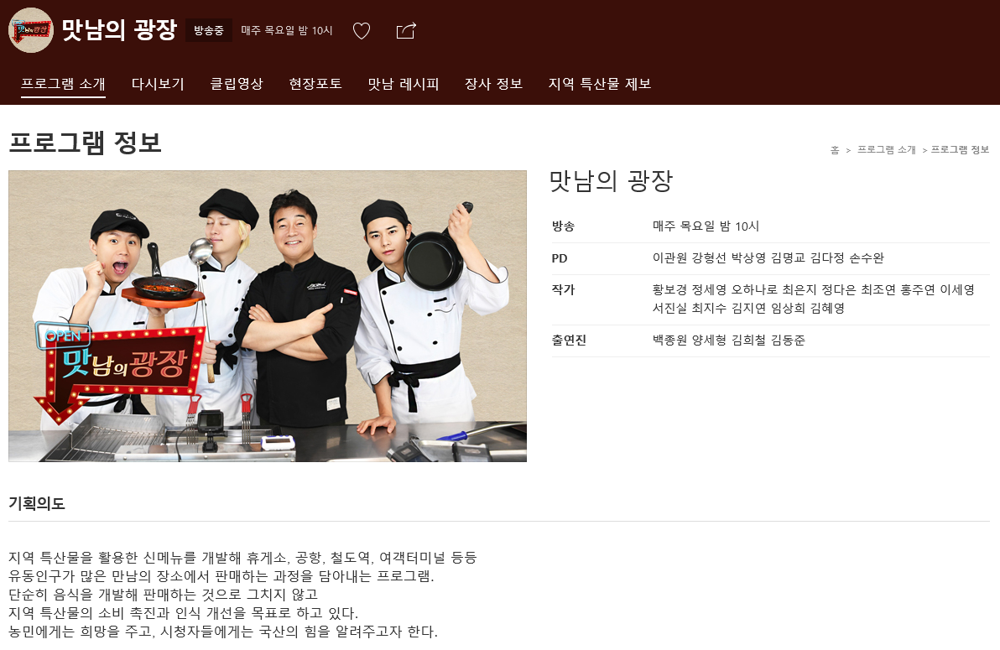 맛남의 광장
맛남의 광장 방송중 매주 목요일 밤 10시
프로그램 소개 다시보기 클립영상 현장포토 맛남 레시피 장사 정보 지역 특산물 제보
프로그램 정보
홈 > 프로그램 소개 > 프로그램 정보
OPEN
맛남의광장
맛남의 광장
방송 매주 목요일 밤 10시
PD 이관원 강형선 박상영 김명교 김다정 손수완
작가 황보경 정세영 오하나로 최은지 정다은 최조연 홍주연 이세영
서진실 최지수 김지연 임상희 김혜영
출연진 백종원 양세형 김희철 김동준
기획의도
지역 특산물을 활용한 신메뉴를 개발해 휴게소, 공항, 철도역, 여객터미널 등등
유동인구가 많은 만남의 장소에서 판매하는 과정을 담아내는 프로그램.
단순히 음식을 개발해 판매하는 것으로 그치지 않고
지역 특산물의 소비 촉진과 인식 개선을 목표로 하고 있다.
농민에게는 희망을 주고, 시청자들에게는 국산의 힘을 알려주고자 한다.